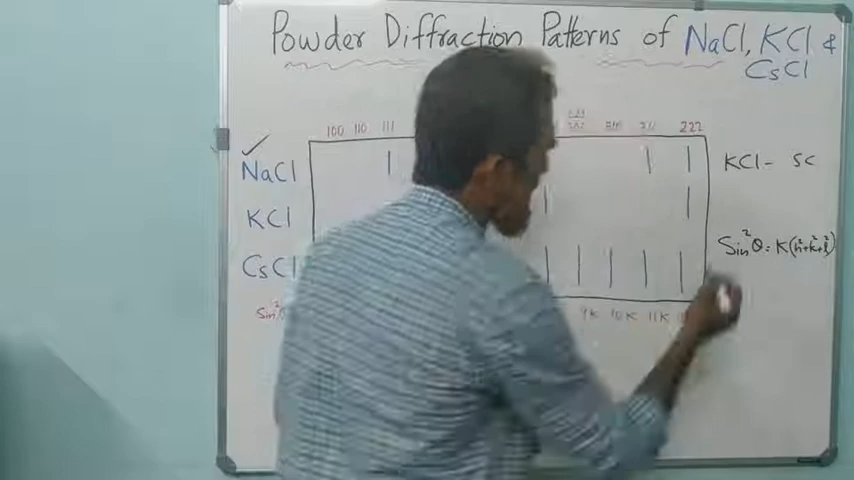 Powder Diffraction Patterns of NaCl, KCl &
CsCl
100 110 111 222
NaCl
KCl
CsCl
KCl - SC
Sin²θ = K(h²+k²+l²)
9K 10K 11K